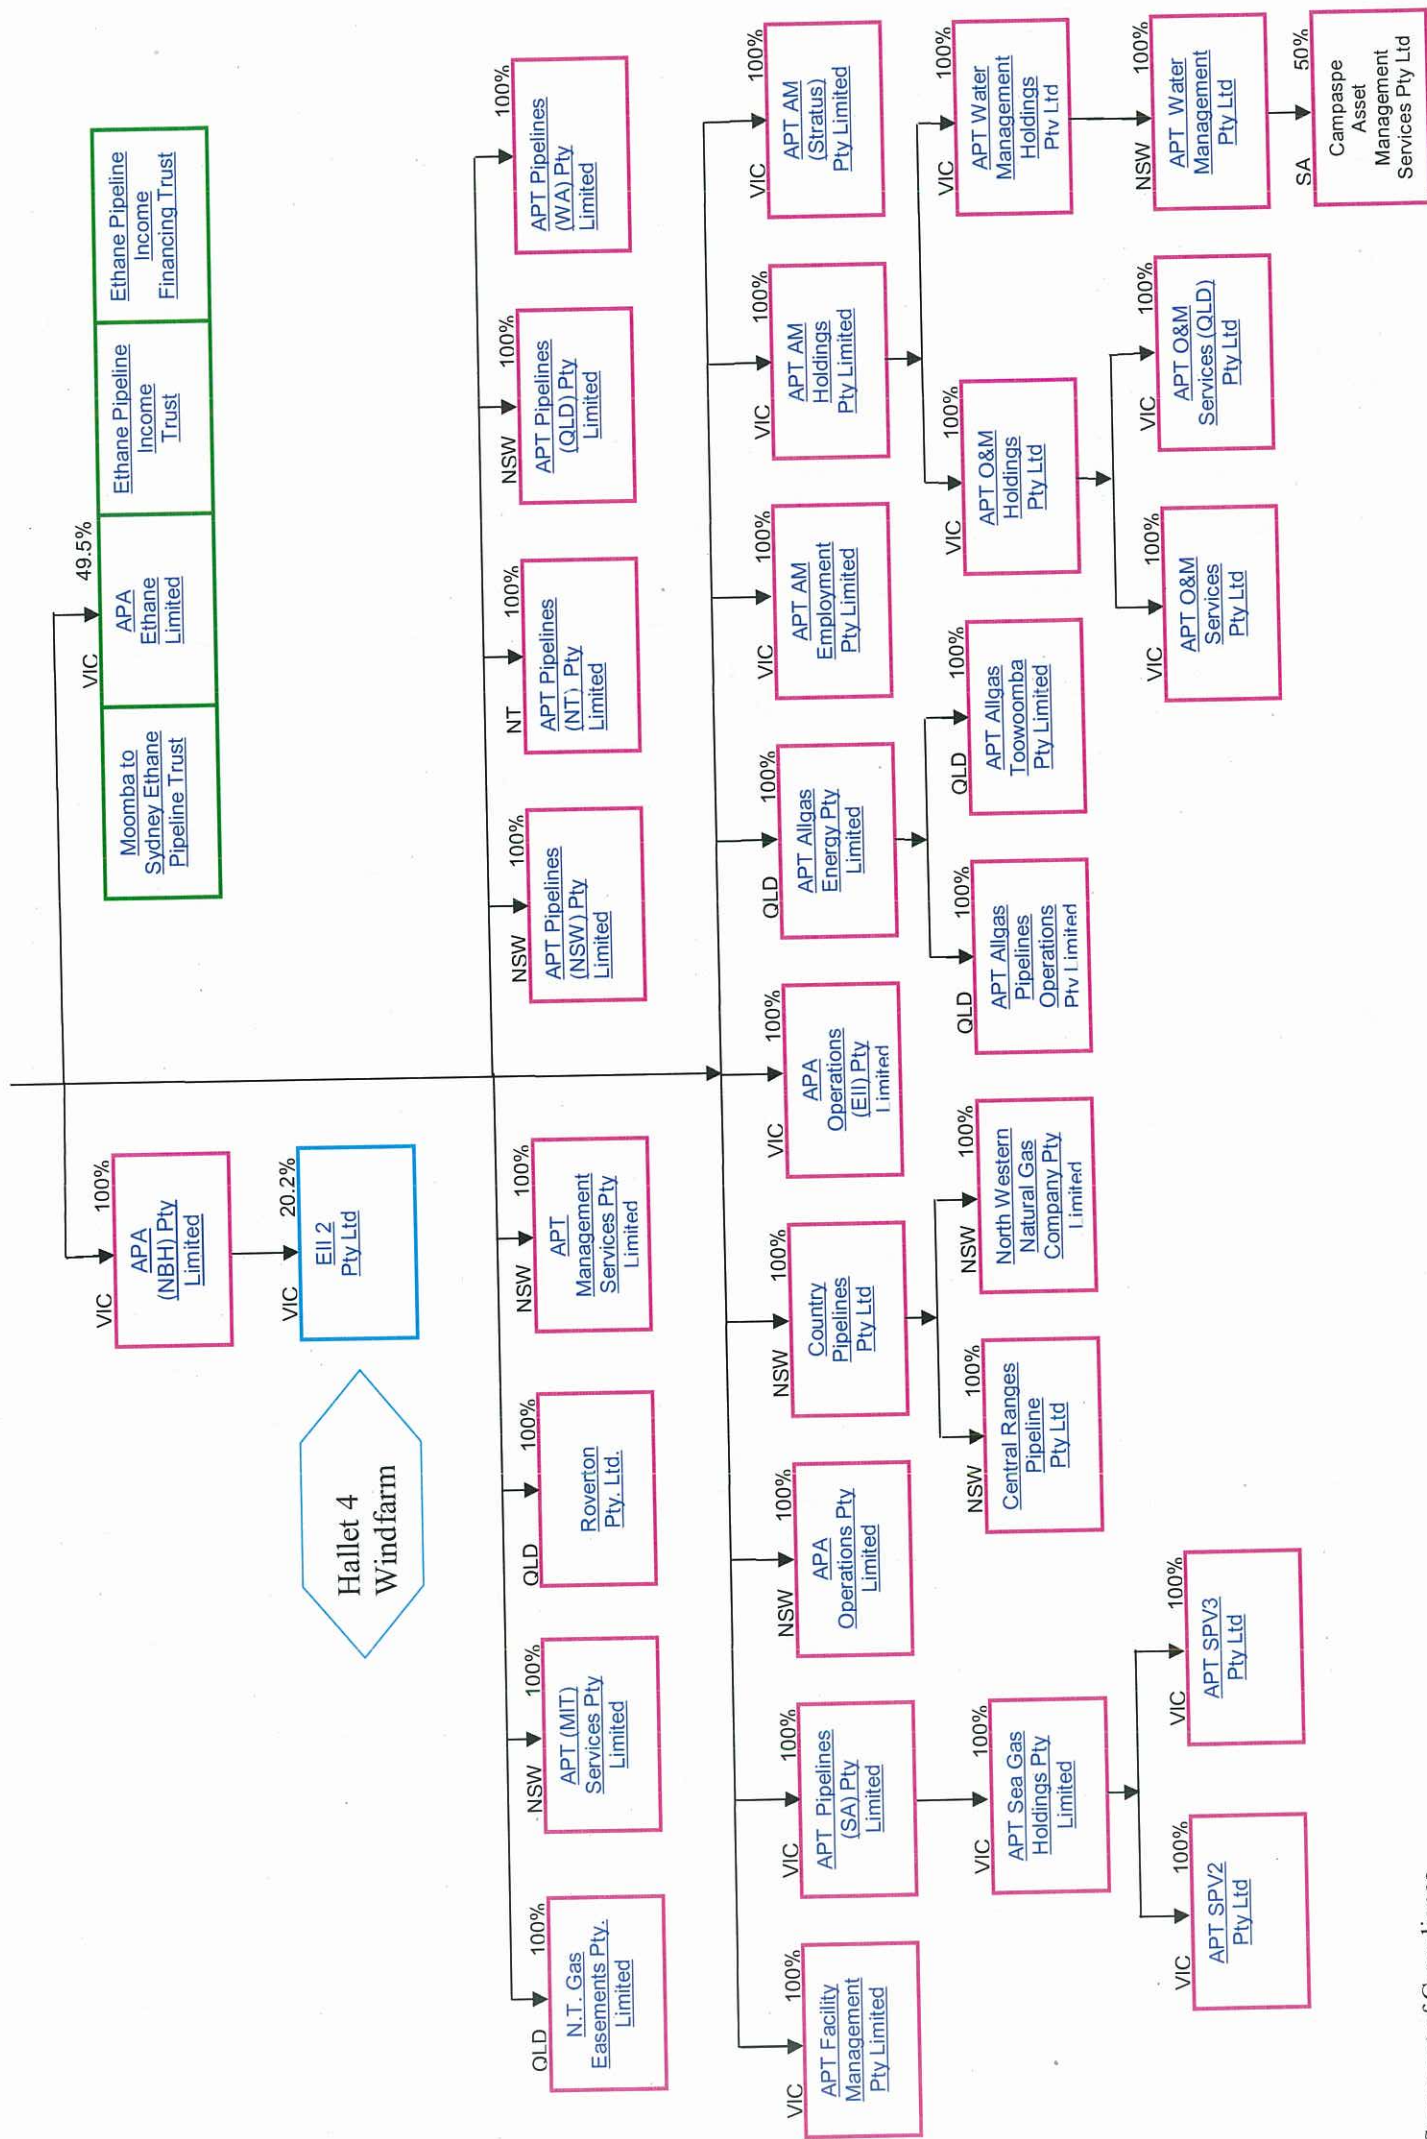 VIC 100%
APA
(NBH) Pty
Limited
VIC 49.5%
Moomba to
Sydney Ethane
Pipeline Trust
APA
Ethane
Limited
Ethane Pipeline
Income
Trust
Ethane Pipeline
Income
Financing Trust
Hallet 4
Windfarm
VIC 20.2%
EII 2
Pty Ltd
QLD 100%
N.T. Gas
Easements Pty.
Limited
NSW 100%
APT (MIT)
Services Pty
Limited
QLD 100%
Roverton
Pty. Ltd.
NSW 100%
APT
Management
Services Pty
Limited
NSW 100%
APT Pipelines
(NSW) Pty
Limited
NT 100%
APT Pipelines
(NT) Pty
Limited
NSW 100%
APT Pipelines
(QLD) Pty
Limited
100%
APT Pipelines
(WA) Pty
Limited
VIC 100%
APT Facility
Management
Pty Limited
VIC 100%
APT Pipelines
(SA) Pty
Limited
NSW 100%
APA
Operations Pty
Limited
NSW 100%
Country
Pipelines
Pty Ltd
VIC 100%
APA
Operations
(EII) Pty
Limited
QLD 100%
APT Allgas
Energy Pty
Limited
VIC 100%
APT AM
Employment
Pty Limited
VIC 100%
APT AM
Holdings
Pty Limited
VIC 100%
APT AM
(Stratus)
Pty Limited
VIC 100%
APT Sea Gas
Holdings Pty
Limited
NSW 100%
Central Ranges
Pipeline
Pty Ltd
NSW 100%
North Western
Natural Gas
Company Pty
Limited
QLD 100%
APT Allgas
Pipelines
Operations
Pty Limited
QLD 100%
APT Allgas
Toowoomba
Pty Limited
VIC 100%
APT O&M
Holdings
Pty Ltd
VIC 100%
APT Water
Management
Holdings
Pty Ltd
VIC 100%
APT SPV2
Pty Ltd
VIC 100%
APT SPV3
Pty Ltd
VIC 100%
APT O&M
Services
Pty Ltd
VIC 100%
APT O&M
Services (QLD)
Pty Ltd
NSW 100%
APT Water
Management
Pty Ltd
SA 50%
Campaspe
Asset
Management
Services Pty Ltd